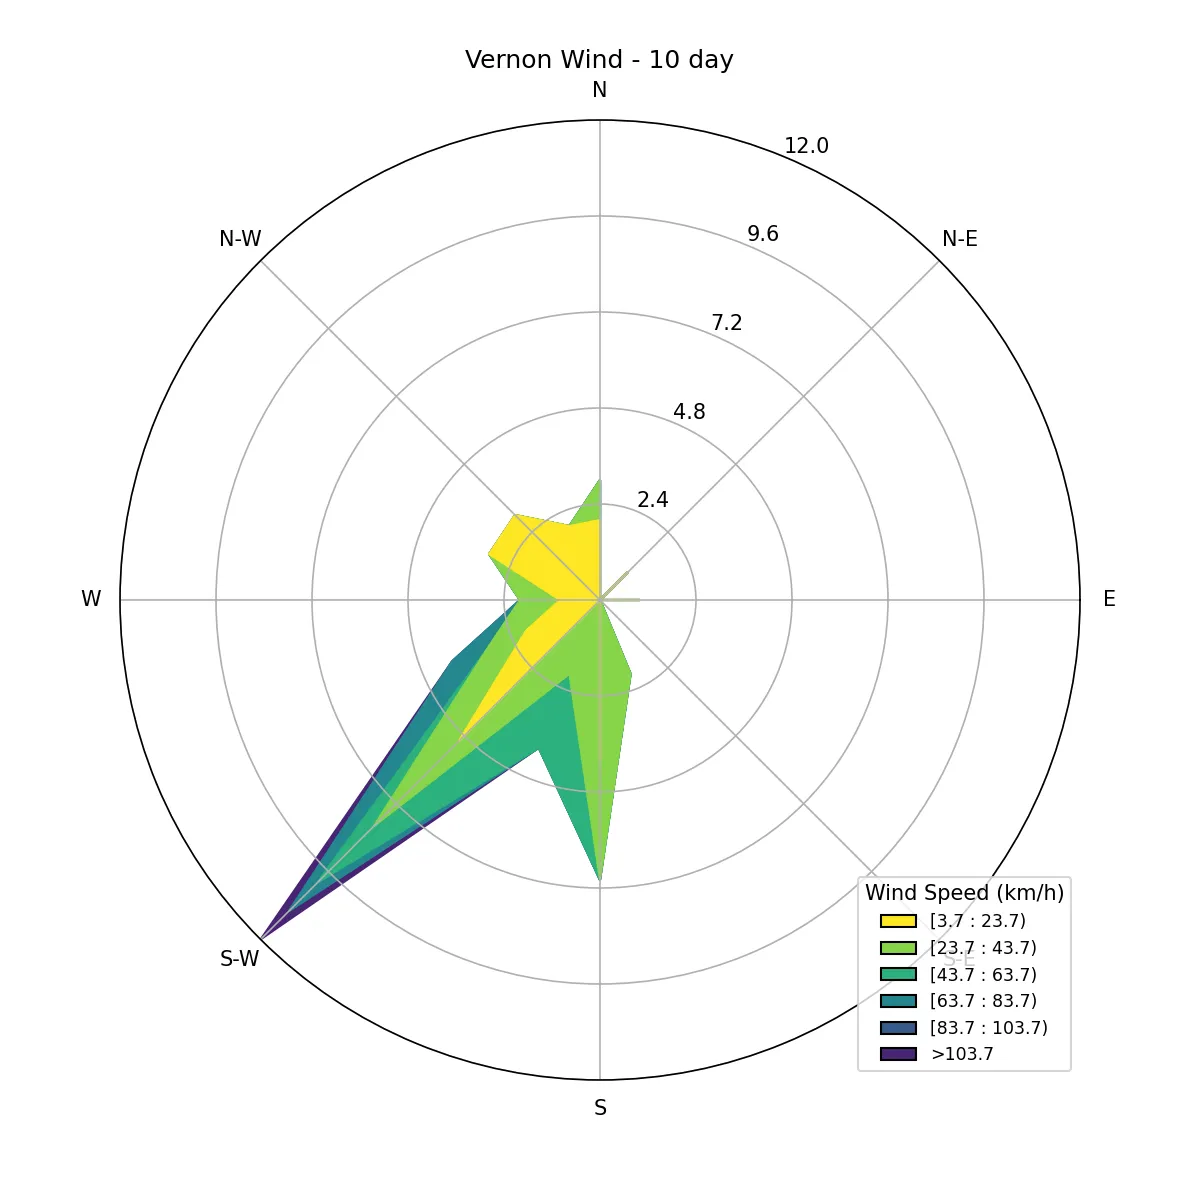 Vernon Wind - 10 day
N
12.0
N-W
9.6
N-E
7.2
4.8
2.4
W
E
S-W
S-E
S
Wind Speed (km/h)
[3.7 : 23.7)
[23.7 : 43.7)
[43.7 : 63.7)
[63.7 : 83.7)
[83.7 : 103.7)
>103.7